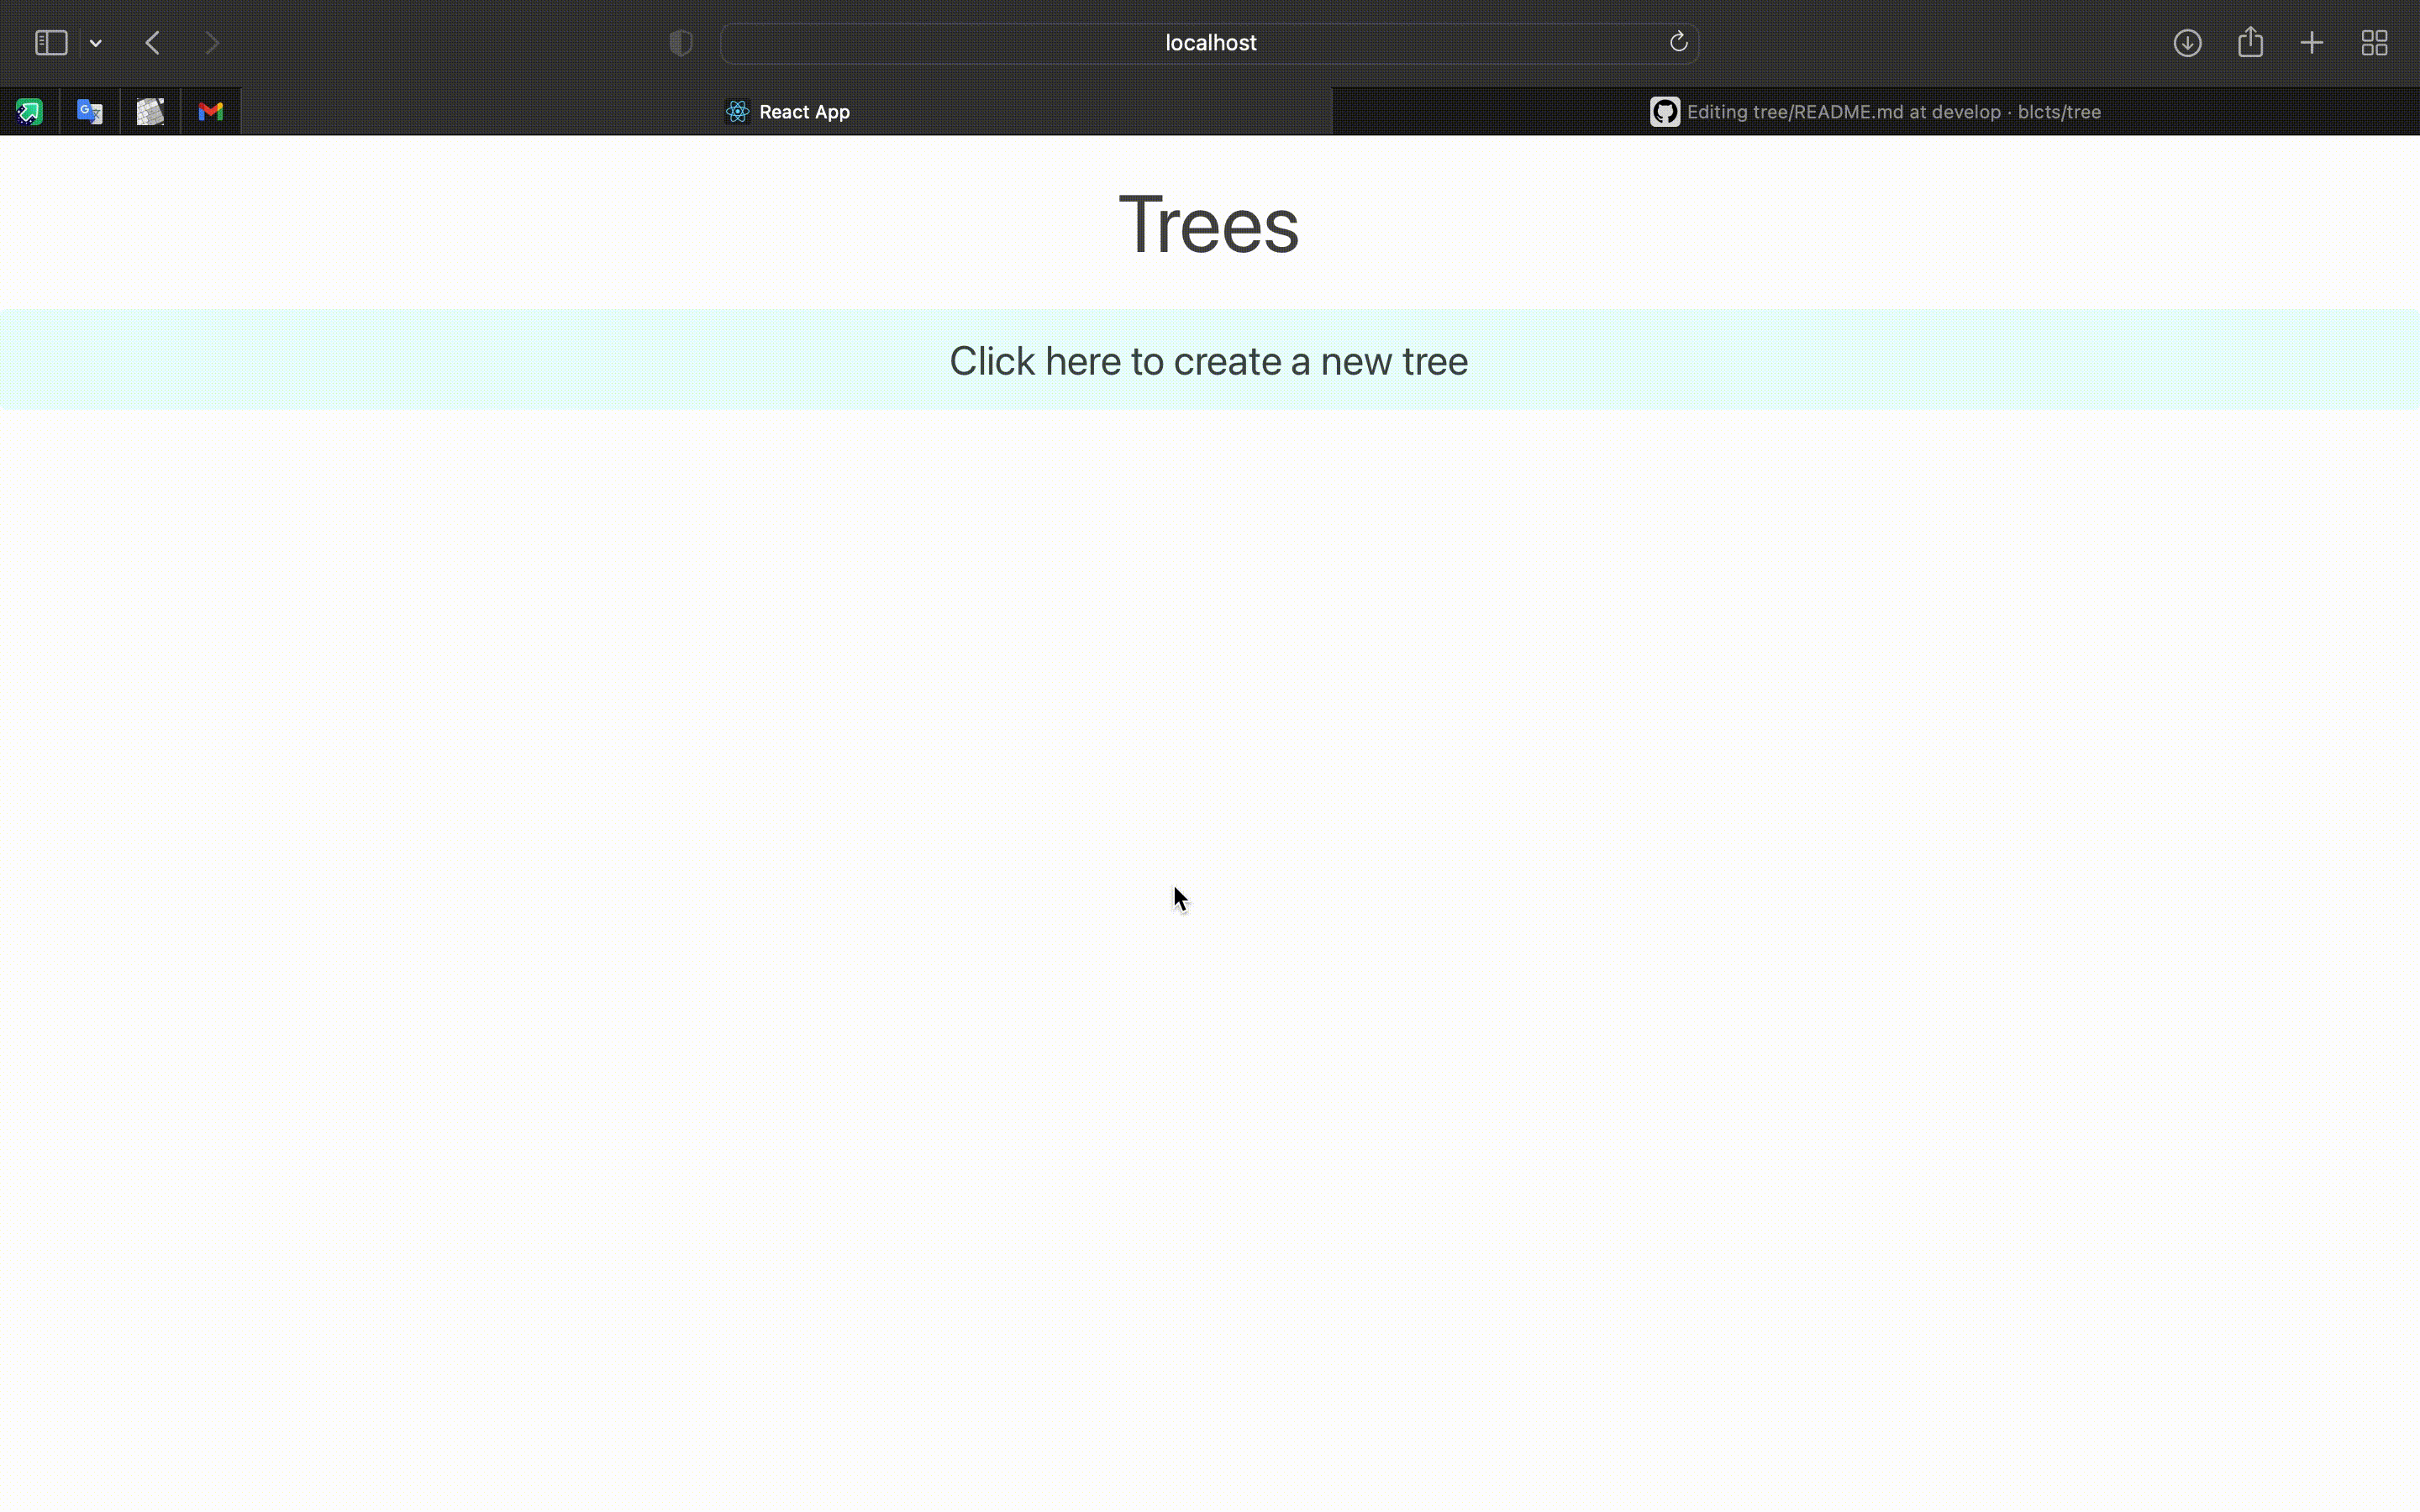 localhost
React App
Editing tree/README.md at develop · blcts/tree
Trees
Click here to create a new tree